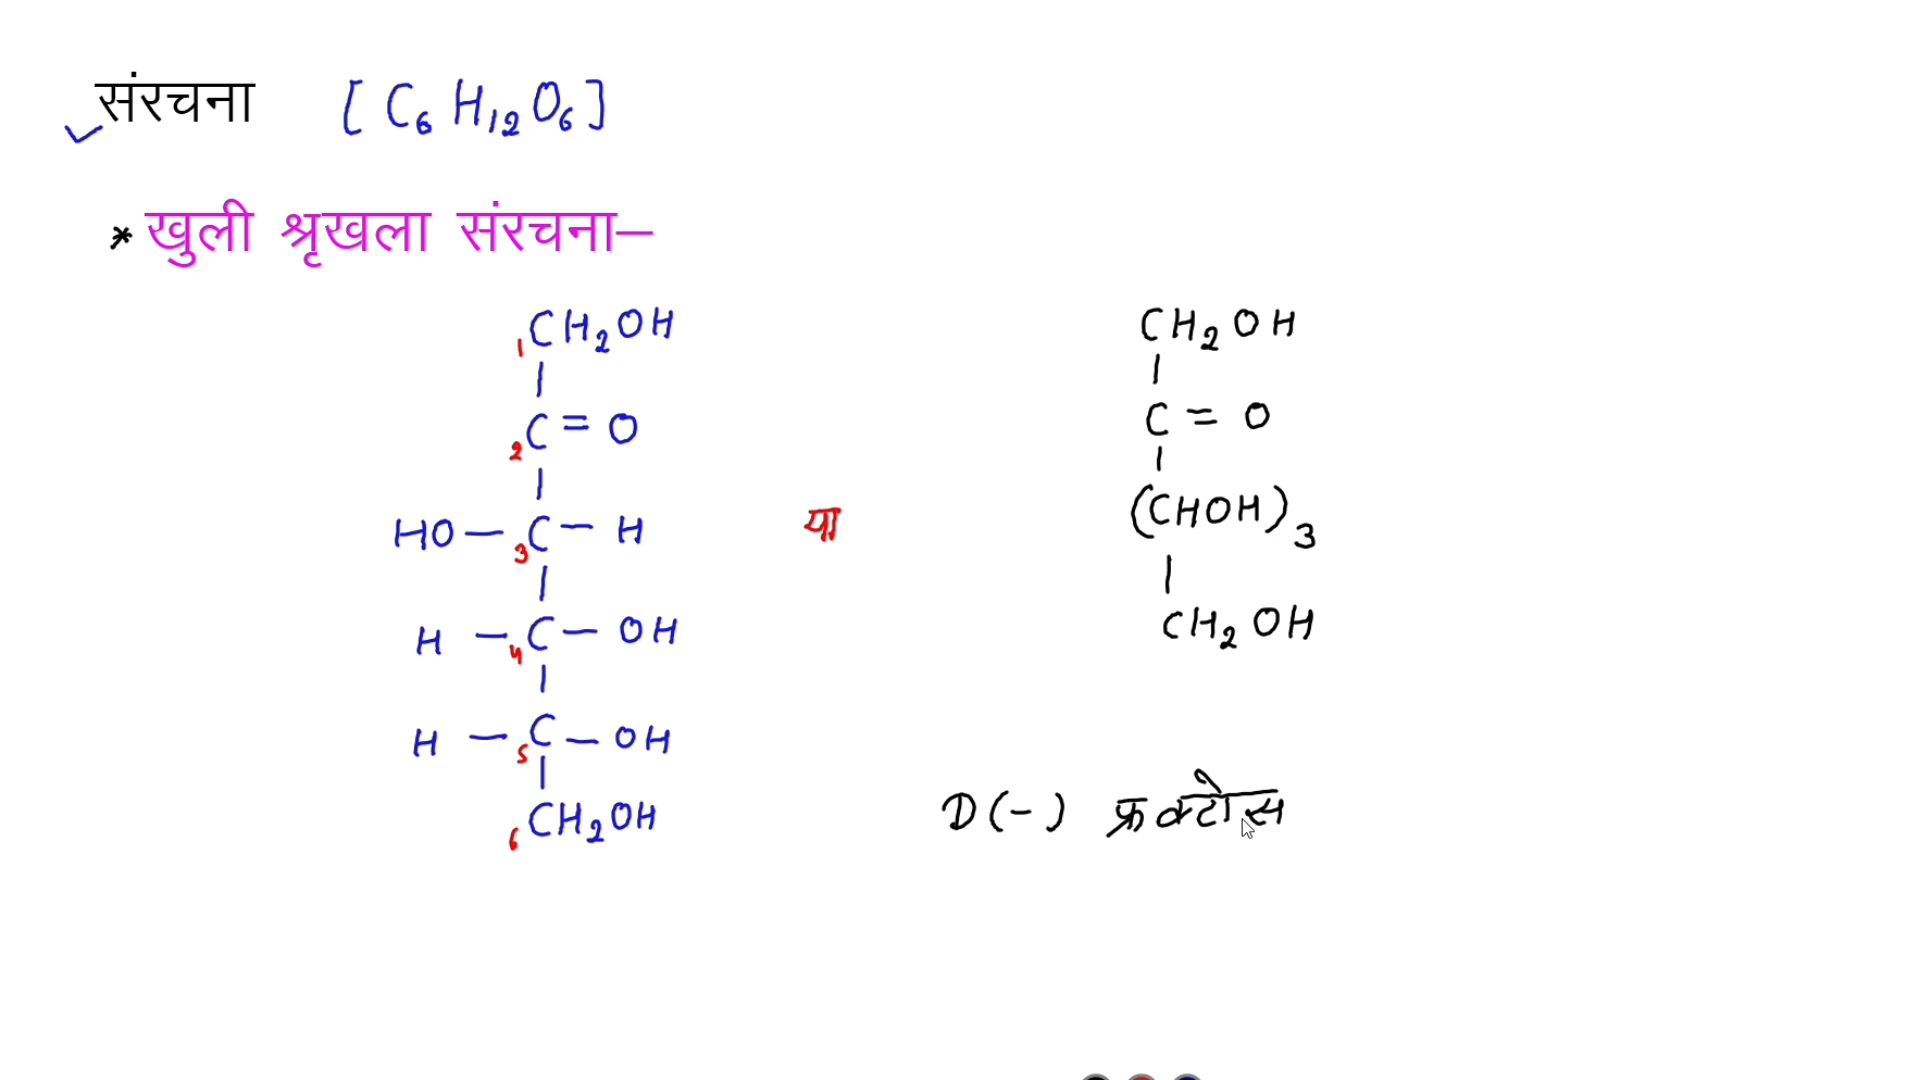 संरचना [C₆H₁₂O₆]
* खुली श्रृखला संरचना–
1CH₂OH
|
2C = O
|
HO — 3C — H
|
H — 4C — OH
|
H — 5C — OH
|
6CH₂OH
या
CH₂OH
|
C = O
|
(CHOH)₃
|
CH₂OH
D(-) फ्रक्टोस